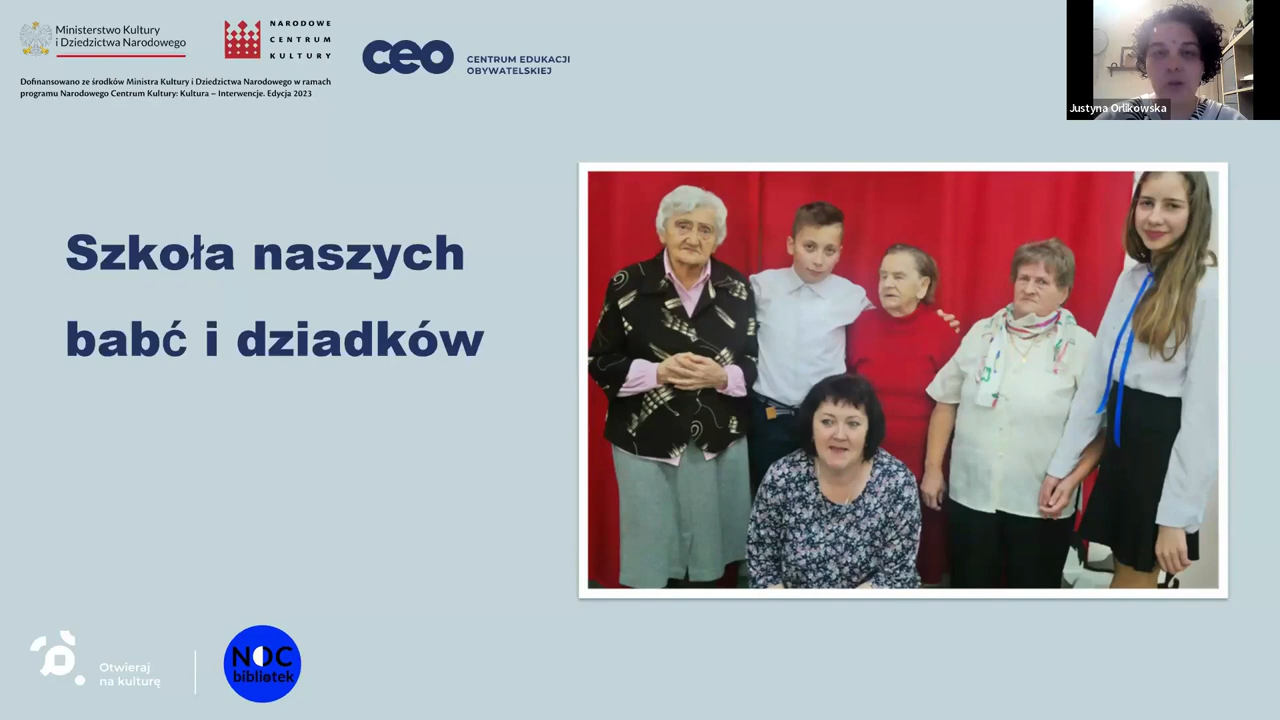 Ministerstwo Kultury
i Dziedzictwa Narodowego
NARODOWE
CENTRUM
KULTURY
ceo
CENTRUM EDUKACJI
OBYWATELSKIEJ
Dofinansowano ze środków Ministra Kultury i Dziedzictwa Narodowego w ramach
programu Narodowego Centrum Kultury: Kultura – Interwencje. Edycja 2023
Justyna Orlikowska
Szkoła naszych
babć i dziadków
Otwieraj
na kulturę
NOC
bibliotek